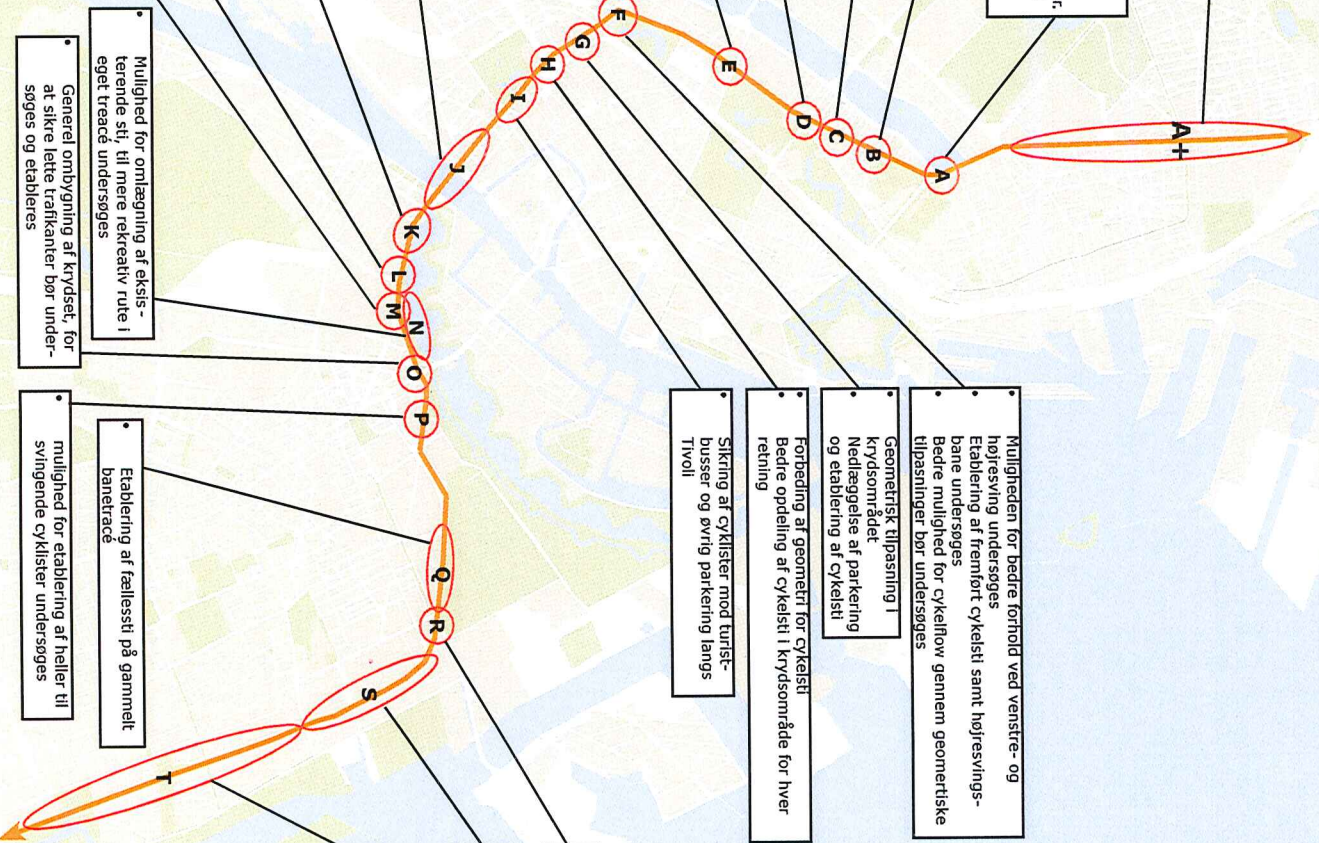 Muligheden for bedre forhold ved venstre- og
højresving undersøges
Etablering af fremført cykelsti samt højresvings-
bane undersøges
Bedre mulighed for cykelflow gennem geomertiske
tilpasninger bør undersøges
Geometrisk tilpasning i
krydsområdet
Nedlæggelse af parkering
og etablering af cykelsti
Forbeding af geometri for cykelsti
Bedre opdeling af cykelsti i krydsområde for hver
retning
Sikring af cyklister mod turist-
busser og øvrig parkering langs
Tivoli
Mulighed for omlægning af eksis-
terende sti, til mere rekreativ rute i
eget treacé undersøges
Generel ombygning af krydset, for
at sikre lette trafikanter bør under-
søges og etableres
Etablering af fællessti på gammelt
banetracé
mulighed for etablering af heller til
svingende cyklister undersøges
r.
A+
A
B
C
D
E
F
G
H
I
J
K
L
M
N
O
P
Q
R
S
T